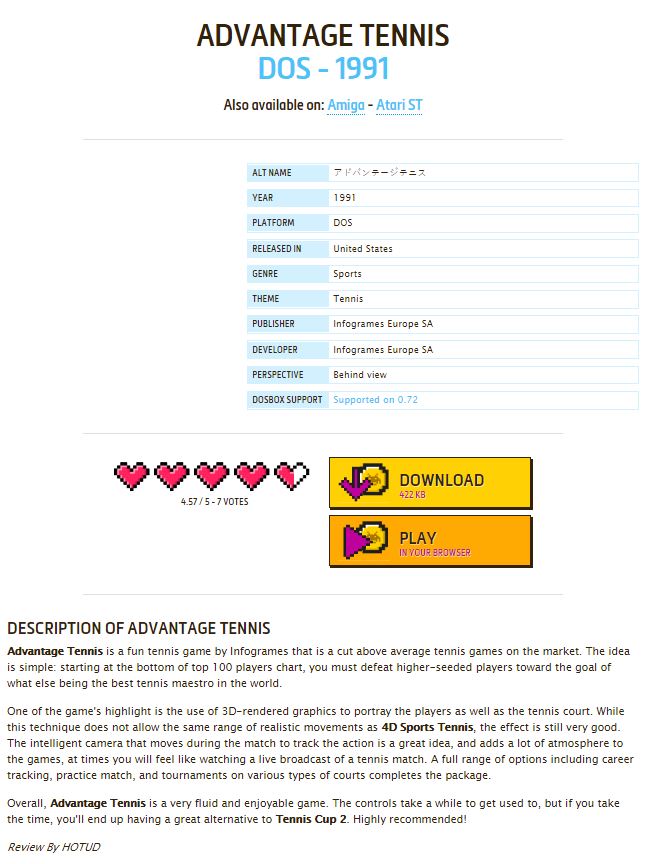 ADVANTAGE TENNIS
DOS - 1991
Also available on: Amiga - Atari ST
ALT NAME アドバンテージテニス
YEAR 1991
PLATFORM DOS
RELEASED IN United States
GENRE Sports
THEME Tennis
PUBLISHER Infogrames Europe SA
DEVELOPER Infogrames Europe SA
PERSPECTIVE Behind view
DOSBOX SUPPORT Supported on 0.72
4.57 / 5 - 7 VOTES
DOWNLOAD
422 KB
PLAY
IN YOUR BROWSER
DESCRIPTION OF ADVANTAGE TENNIS
Advantage Tennis is a fun tennis game by Infogrames that is a cut above average tennis games on the market. The idea
is simple: starting at the bottom of top 100 players chart, you must defeat higher-seeded players toward the goal of
what else being the best tennis maestro in the world.
One of the game's highlight is the use of 3D-rendered graphics to portray the players as well as the tennis court. While
this technique does not allow the same range of realistic movements as 4D Sports Tennis, the effect is still very good.
The intelligent camera that moves during the match to track the action is a great idea, and adds a lot of atmosphere to
the games, at times you will feel like watching a live broadcast of a tennis match. A full range of options including career
tracking, practice match, and tournaments on various types of courts completes the package.
Overall, Advantage Tennis is a very fluid and enjoyable game. The controls take a while to get used to, but if you take
the time, you'll end up having a great alternative to Tennis Cup 2. Highly recommended!
Review By HOTUD